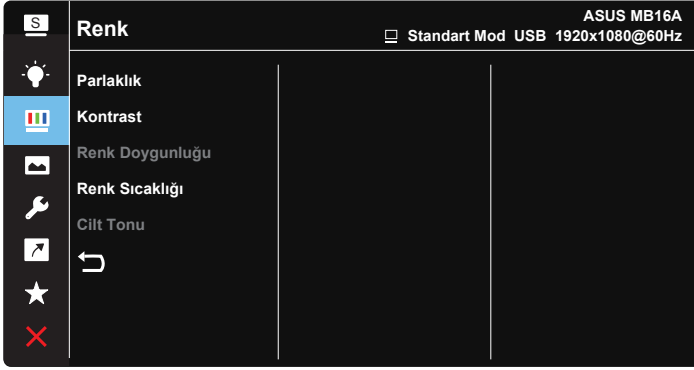 S
Renk
ASUS MB16A
Standart Mod USB 1920x1080@60Hz
Parlaklık
Kontrast
Renk Doygunluğu
Renk Sıcaklığı
Cilt Tonu